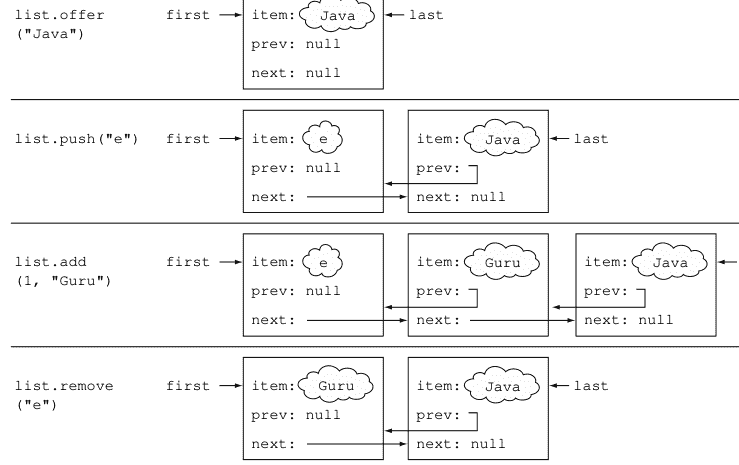 list.offer
("Java")
first
item: Java
prev: null
next: null
last
list.push("e")
first
item: e
prev: null
next:
item: Java
prev:
next: null
last
list.add
(1, "Guru")
first
item: e
prev: null
next:
item: Guru
prev:
next:
item: Java
prev:
next: null
list.remove
("e")
first
item: Guru
prev: null
next:
item: Java
prev:
next: null
last